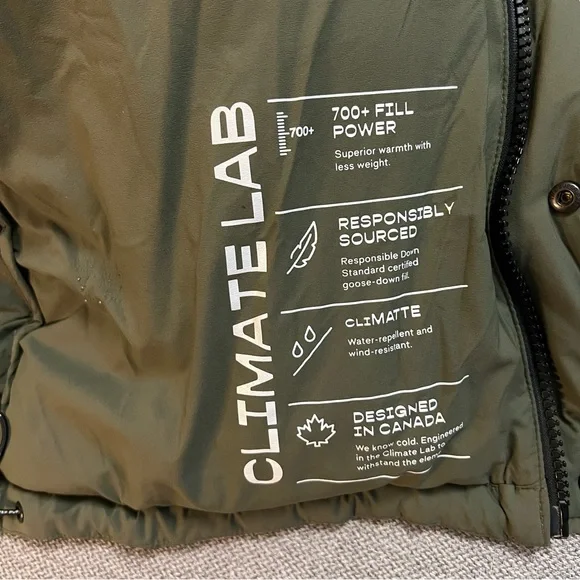 CLIMATE LAB
700+
700+ FILL
POWER
Superior warmth with
less weight.
RESPONSIBLY
SOURCED
Responsible Down
Standard certified
goose-down fill.
CLIMATTE
Water-repellent and
wind-resistant.
DESIGNED
IN CANADA
We know cold. Engineered
in the Climate Lab to
withstand the